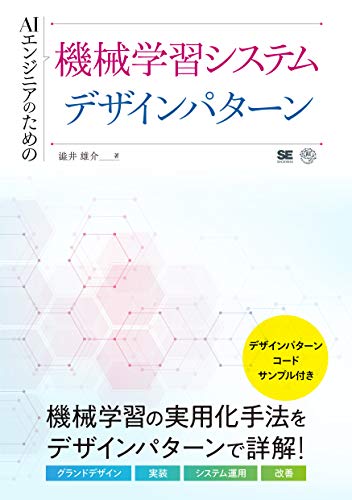 AIエンジニアのための
機械学習システム
デザインパターン
澁井 雄介 著
SE
SHOEISHA
デザインパターン
コード
サンプル付き
機械学習の実用化手法を
デザインパターンで詳解!
グランドデザイン
実装
システム運用
改善